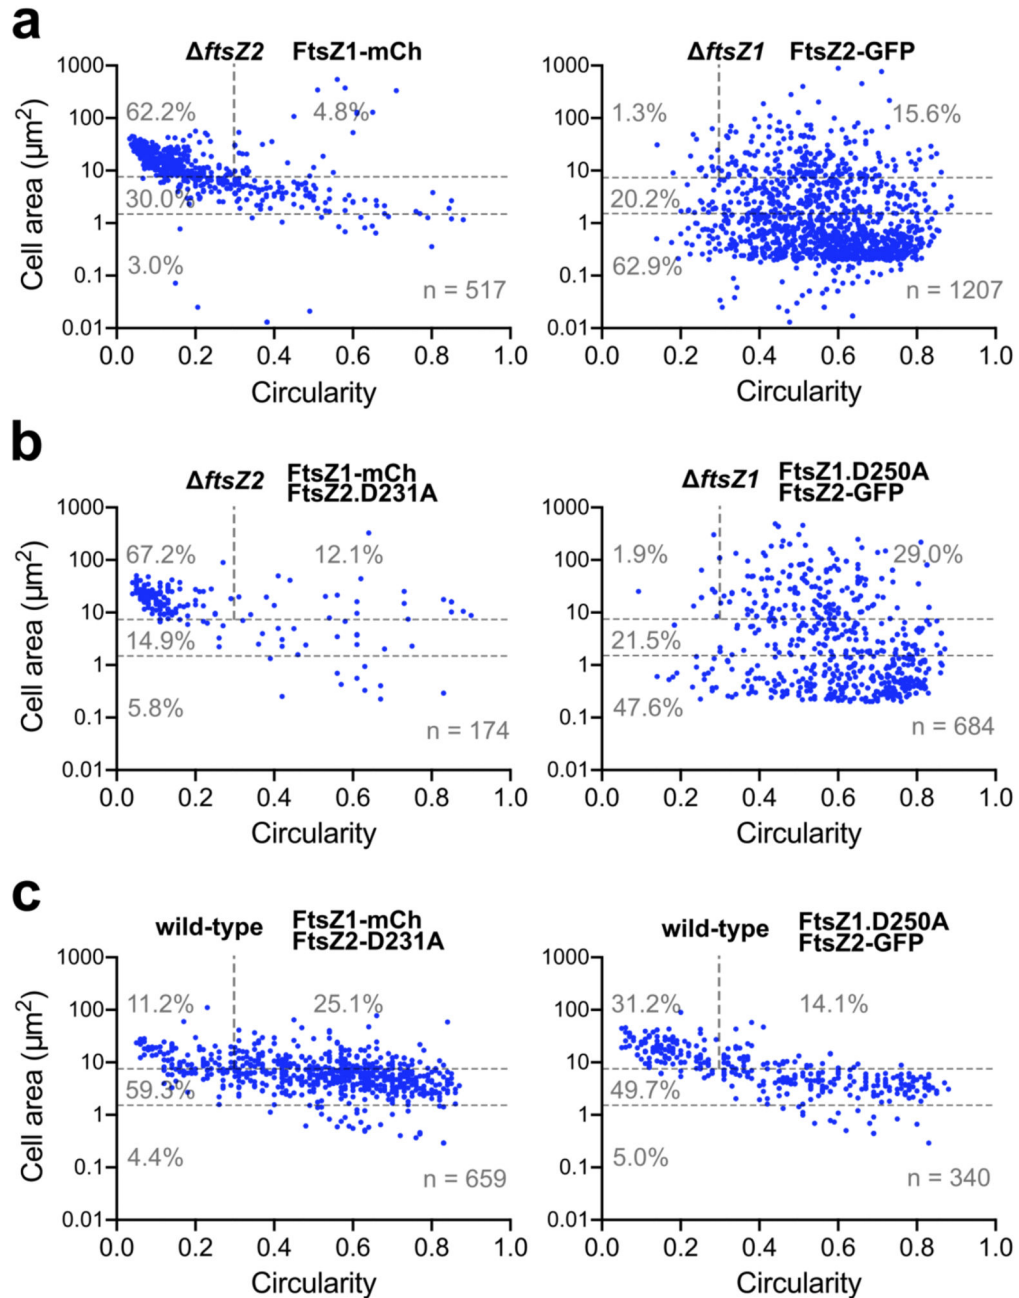 a
ΔftsZ2 FtsZ1-mCh
ΔftsZ1 FtsZ2-GFP
Cell area (µm²)
1000
100
10
1
0.1
0.01
62.2%
4.8%
30.0%
3.0%
n = 517
0.0 0.2 0.4 0.6 0.8 1.0
Circularity
1000
100
10
1
0.1
0.01
1.3%
15.6%
20.2%
62.9%
n = 1207
0.0 0.2 0.4 0.6 0.8 1.0
Circularity
b
ΔftsZ2 FtsZ1-mCh
FtsZ2.D231A
ΔftsZ1 FtsZ1.D250A
FtsZ2-GFP
Cell area (µm²)
1000
100
10
1
0.1
0.01
67.2%
12.1%
14.9%
5.8%
n = 174
0.0 0.2 0.4 0.6 0.8 1.0
Circularity
1000
100
10
1
0.1
0.01
1.9%
29.0%
21.5%
47.6%
n = 684
0.0 0.2 0.4 0.6 0.8 1.0
Circularity
c
wild-type FtsZ1-mCh
FtsZ2-D231A
wild-type FtsZ1.D250A
FtsZ2-GFP
Cell area (µm²)
1000
100
10
1
0.1
0.01
11.2%
25.1%
59.3%
4.4%
n = 659
0.0 0.2 0.4 0.6 0.8 1.0
Circularity
1000
100
10
1
0.1
0.01
31.2%
14.1%
49.7%
5.0%
n = 340
0.0 0.2 0.4 0.6 0.8 1.0
Circularity